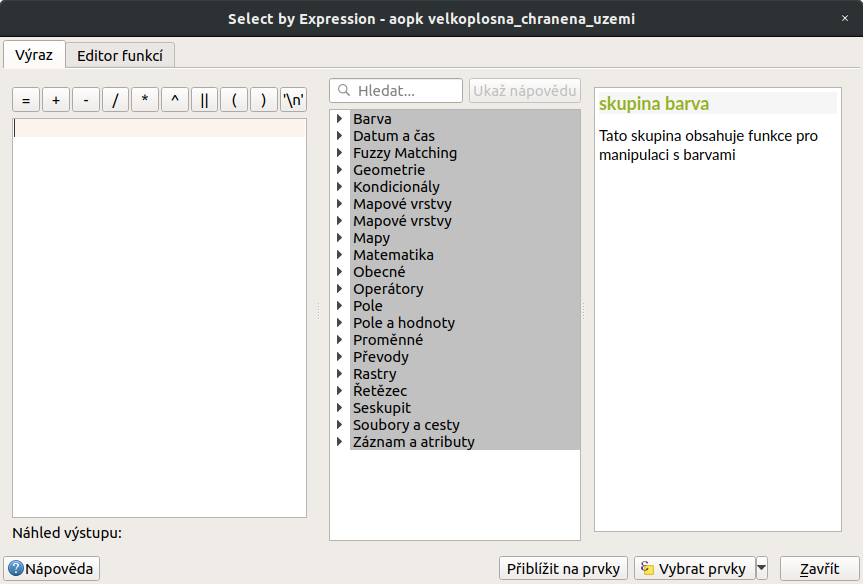 Select by Expression - aopk velkoplosna_chranena_uzemi
×
Výraz
Editor funkcí
= + - / * ^ || ( ) '\n'
Hledat...
Ukaž nápovědu
Barva
Datum a čas
Fuzzy Matching
Geometrie
Kondicionály
Mapové vrstvy
Mapové vrstvy
Mapy
Matematika
Obecné
Operátory
Pole
Pole a hodnoty
Proměnné
Převody
Rastry
Řetězec
Seskupit
Soubory a cesty
Záznam a atributy
skupina barva
Tato skupina obsahuje funkce pro
manipulaci s barvami
Náhled výstupu:
Nápověda
Přiblížit na prvky
Vybrat prvky
Zavřít